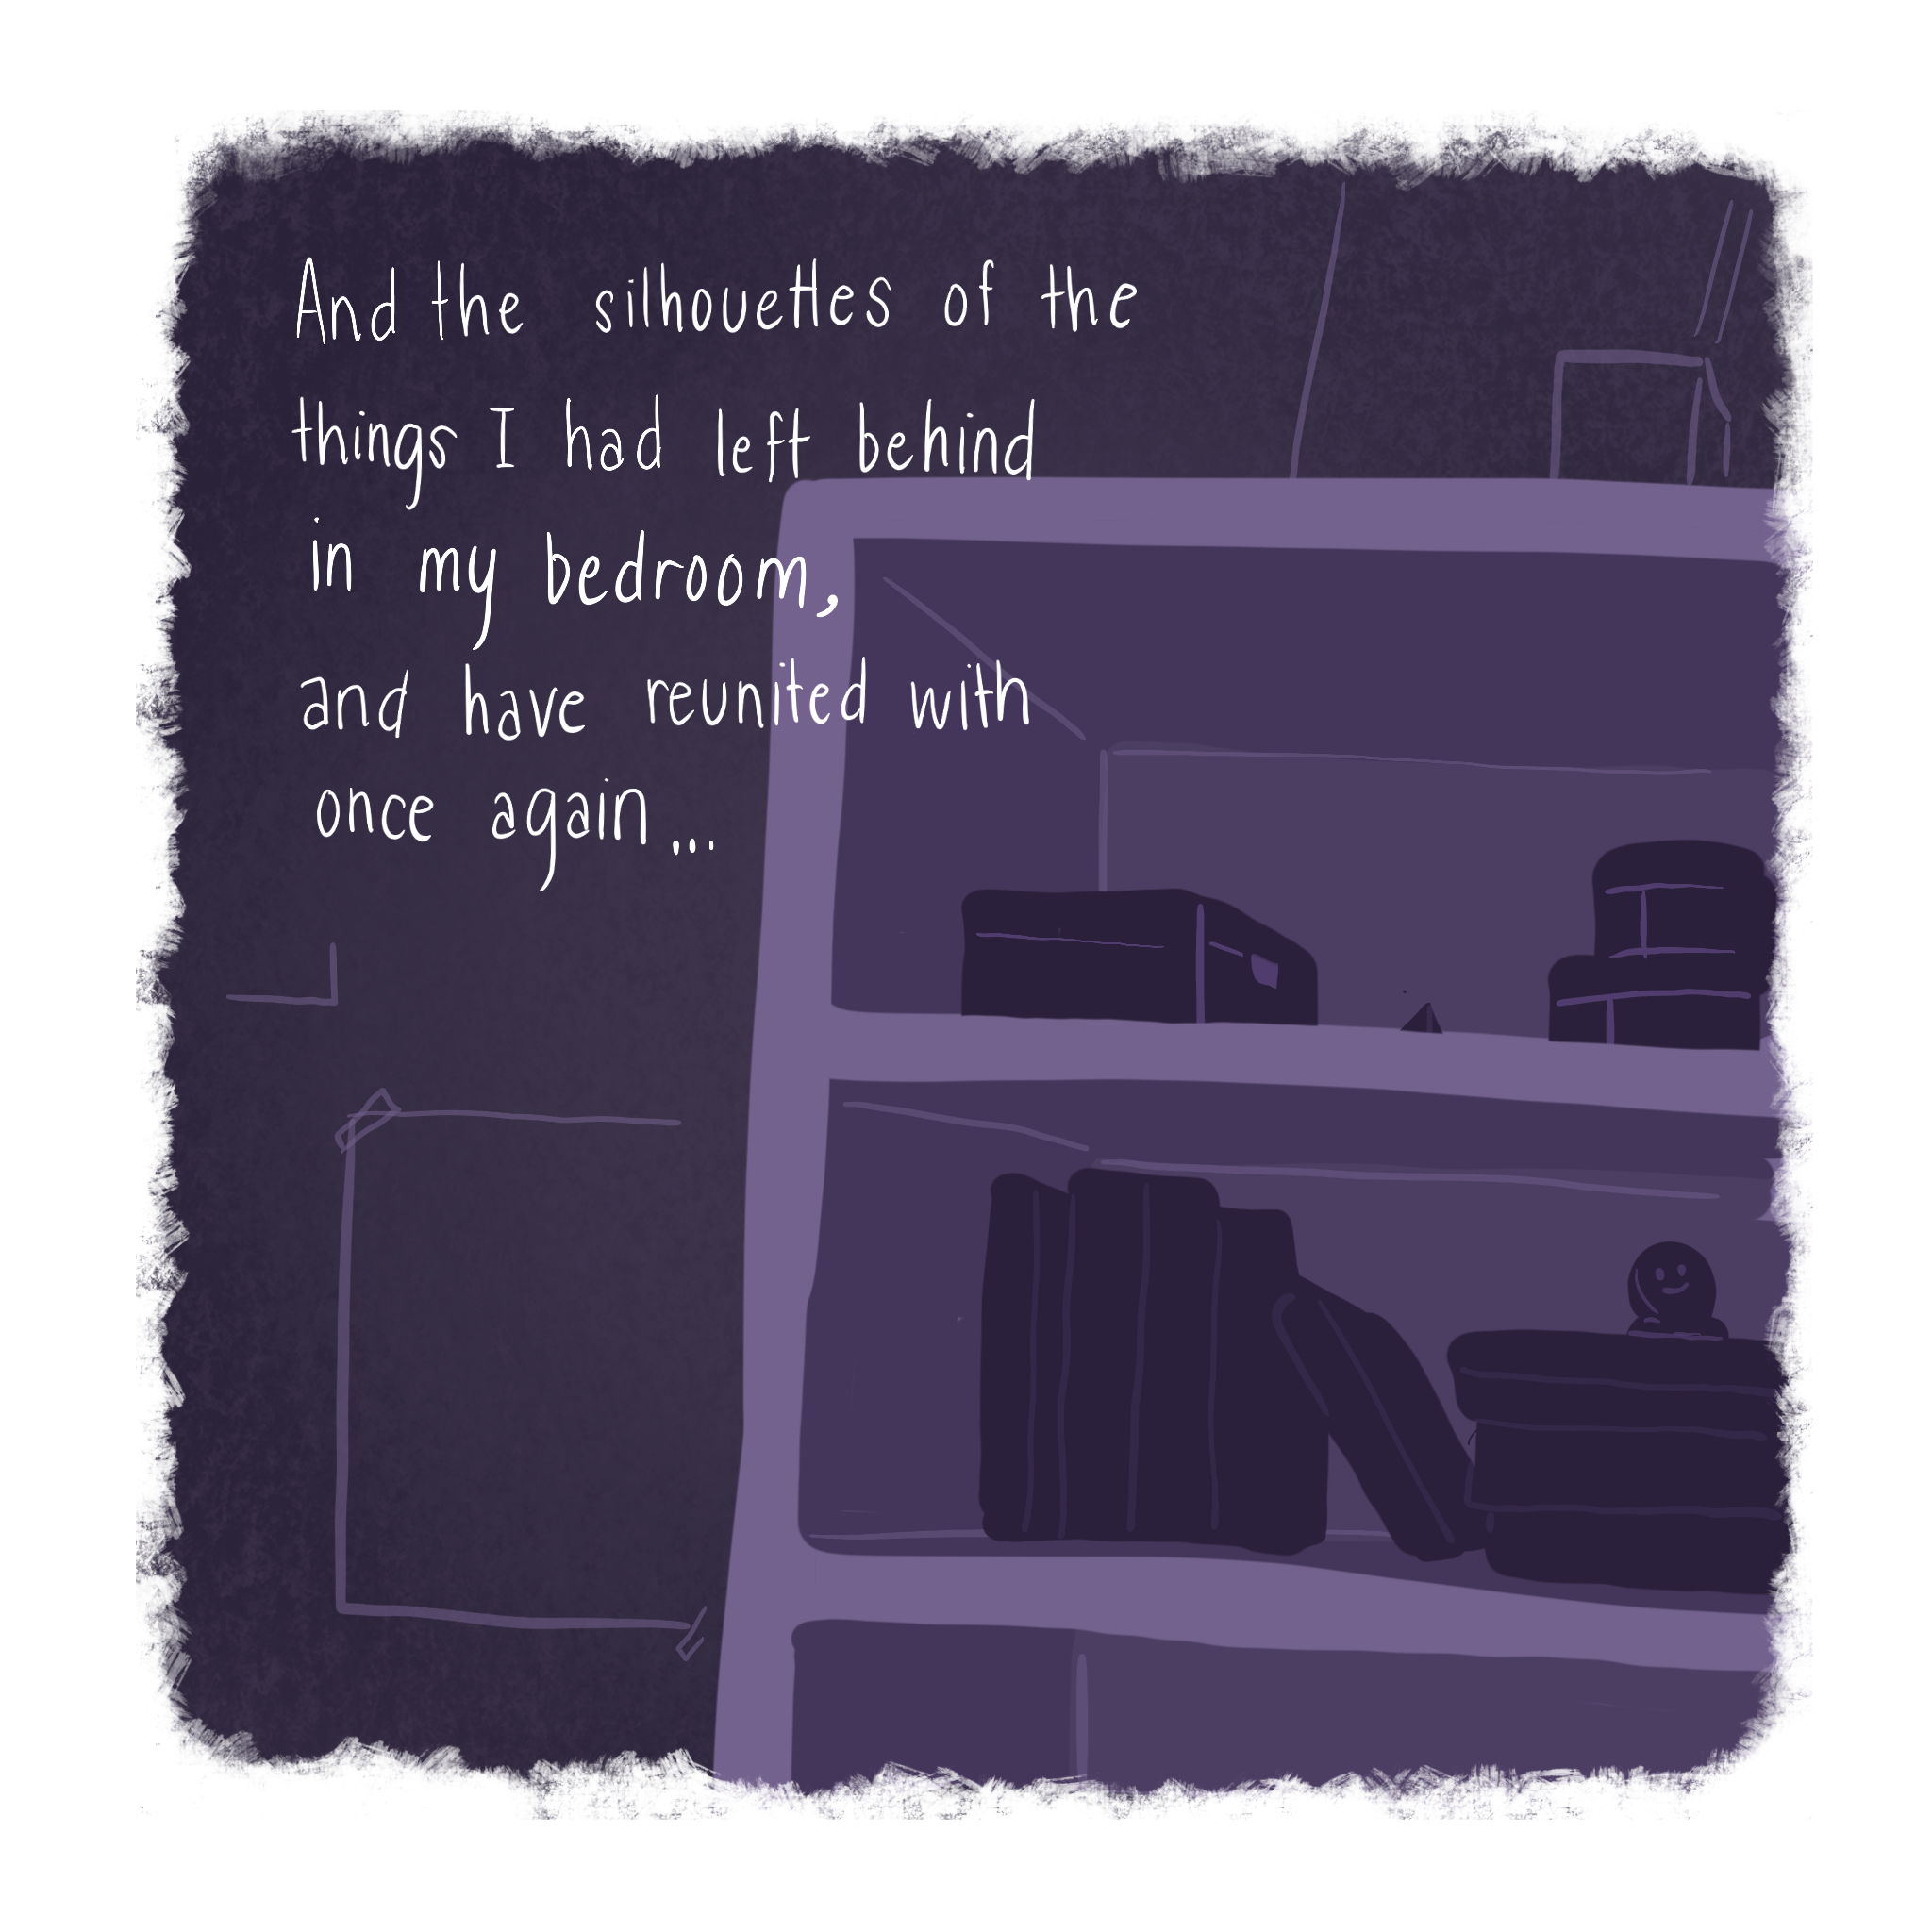 And the silhouettes of the
things I had left behind
in my bedroom,
and have reunited with
once again...